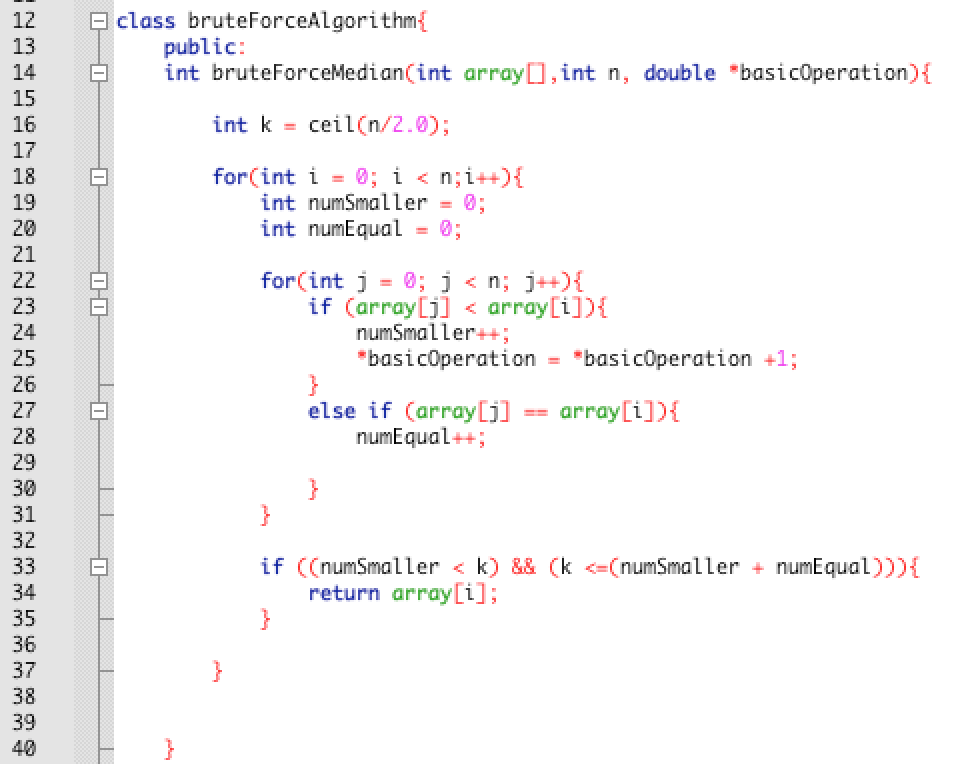 12 class bruteForceAlgorithm{
13     public:
14     int bruteForceMedian(int array[],int n, double *basicOperation){
15
16         int k = ceil(n/2.0);
17
18         for(int i = 0; i < n;i++){
19             int numSmaller = 0;
20             int numEqual = 0;
21
22             for(int j = 0; j < n; j++){
23                 if (array[j] < array[i]){
24                     numSmaller++;
25                     *basicOperation = *basicOperation +1;
26                 }
27                 else if (array[j] == array[i]){
28                     numEqual++;
29
30                 }
31             }
32
33             if ((numSmaller < k) && (k <=(numSmaller + numEqual))){
34                 return array[i];
35             }
36
37         }
38
39
40     }